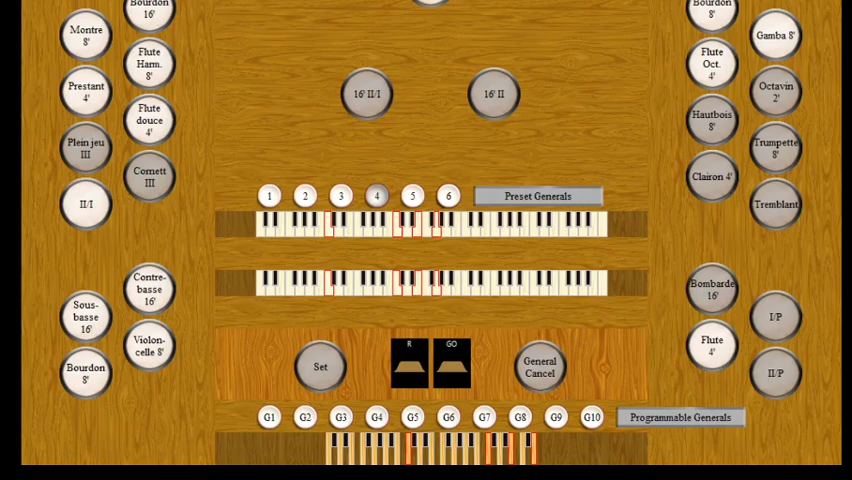 Bourdon
16'
Montre
8'
Flute
Harm.
8'
Prestant
4'
Flute
douce
4'
Plein jeu
III
Cornett
III
II/I
16' II/I
16' II
Bourdon
8'
Gamba 8'
Flute
Oct.
4'
Octavin
2'
Hautbois
8'
Trumpette
8'
Clairon 4'
Tremblant
1
2
3
4
5
6
Preset Generals
Contre-
basse
16'
Sous-
basse
16'
Violon-
celle 8'
Bourdon
8'
Set
R
GO
General
Cancel
Bombarde
16'
I/P
Flute
4'
II/P
G1
G2
G3
G4
G5
G6
G7
G8
G9
G10
Programmable Generals